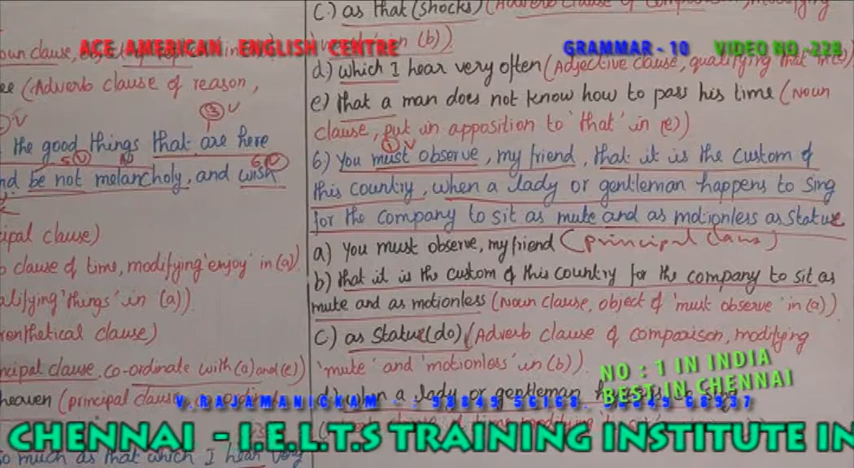 ACE AMERICAN ENGLISH CENTRE
GRAMMAR - 10
VIDEO NO -228
oun clause, obj
ee (Adverb clause of reason,
3
the good things that are here
nd be not melancholy, and wish
ipal clause)
clause of time, modifying 'enjoy' in (a)
alifying 'things' in (a))
renthetical clause)
ncipal clause, co-ordinate with (a) and (e))
heaven (principal clause,
so much as that which I hear very
C.) as that (shocks) (
in (b))
d) which I hear very often (Adjective clause, qualifying 'that' in (c))
e) that a man does not know how to pass his time (Noun
clause, put in apposition to 'that' in (c))
6) You must observe, my friend, that it is the custom of
this country, when a lady or gentleman happens to sing
for the company to sit as mute and as motionless as statue
a) You must observe, my friend (principal claus)
b) that it is the custom of this country for the company to sit as
mute and as motionless (Noun clause, object of 'must observe' in (a))
C) as statue (do) (Adverb clause of comparison, modifying
'mute' and 'motionless' in (b))
d) when a lady or gentleman
NO : 1 IN INDIA
BEST IN CHENNAI
V.RAJAMANICKAM -
CHENNAI - I.E.L.T.S TRAINING INSTITUTE IN